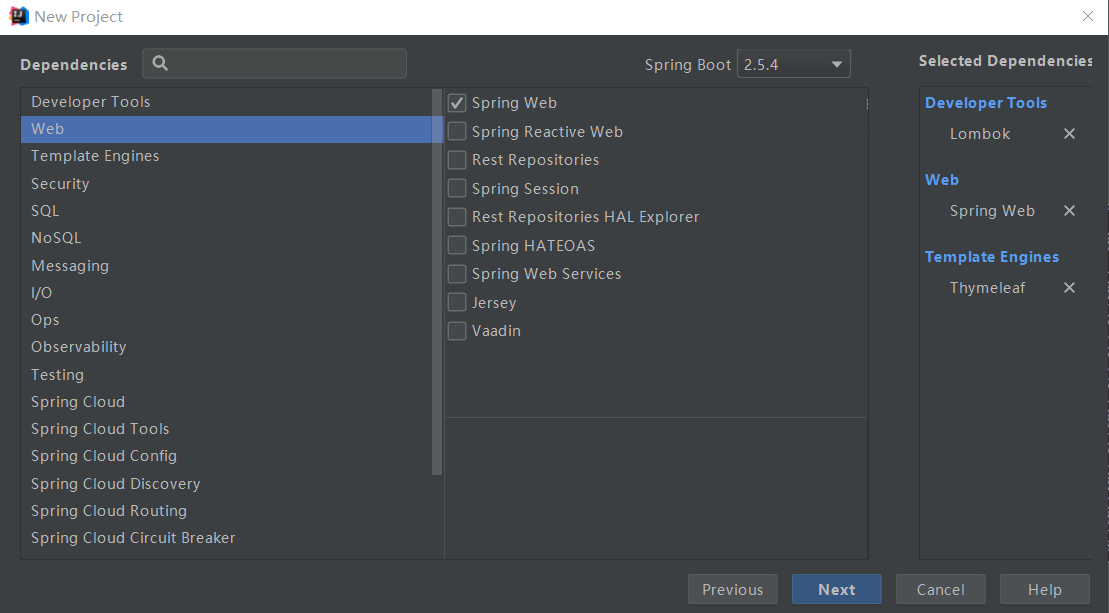 New Project
Dependencies
Spring Boot 2.5.4
Selected Dependencies
Developer Tools
Web
Template Engines
Security
SQL
NoSQL
Messaging
I/O
Ops
Observability
Testing
Spring Cloud
Spring Cloud Tools
Spring Cloud Config
Spring Cloud Discovery
Spring Cloud Routing
Spring Cloud Circuit Breaker
Spring Web
Spring Reactive Web
Rest Repositories
Spring Session
Rest Repositories HAL Explorer
Spring HATEOAS
Spring Web Services
Jersey
Vaadin
Developer Tools
Lombok
Web
Spring Web
Template Engines
Thymeleaf
Previous
Next
Cancel
Help